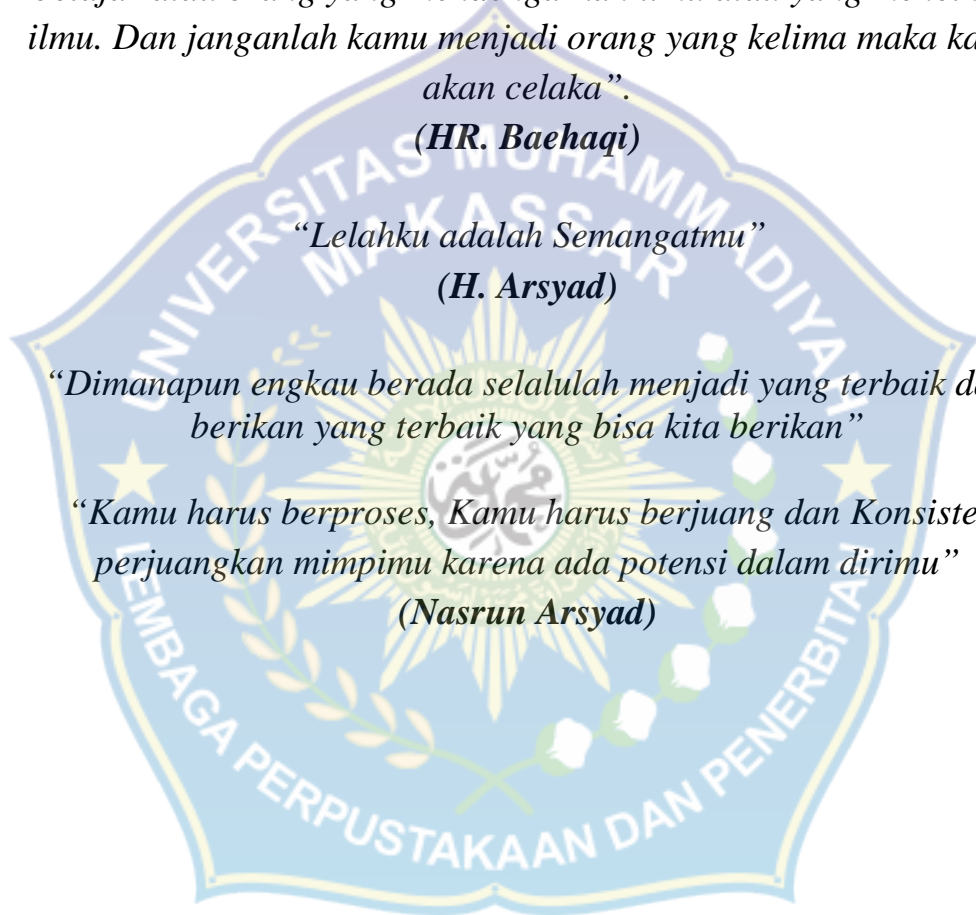 ilmu. Dan janganlah kamu menjadi orang yang kelima maka
akan celaka”.
(HR. Baehaqi)
“Lelahku adalah Semangatmu”
(H. Arsyad)
“Dimanapun engkau berada selalulah menjadi yang terbaik
berikan yang terbaik yang bisa kita berikan”
“Kamu harus berproses, Kamu harus berjuang dan
perjuangkan mimpimu karena ada potensi dalam dirimu”
(Nasrun Arsyad)
UNIVERSITAS MUHAMMADIYAH
MAKASSAR
LEMBAGA PERPUSTAKAAN DAN PENERBITAN